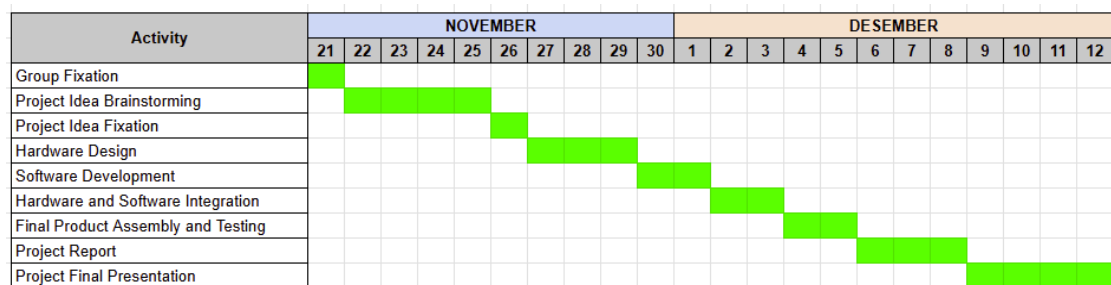 Activity
NOVEMBER DESEMBER
21 22 23 24 25 26 27 28 29 30 1 2 3 4 5 6 7 8 9 10 11 12
Group Fixation
Project Idea Brainstorming
Project Idea Fixation
Hardware Design
Software Development
Hardware and Software Integration
Final Product Assembly and Testing
Project Report
Project Final Presentation